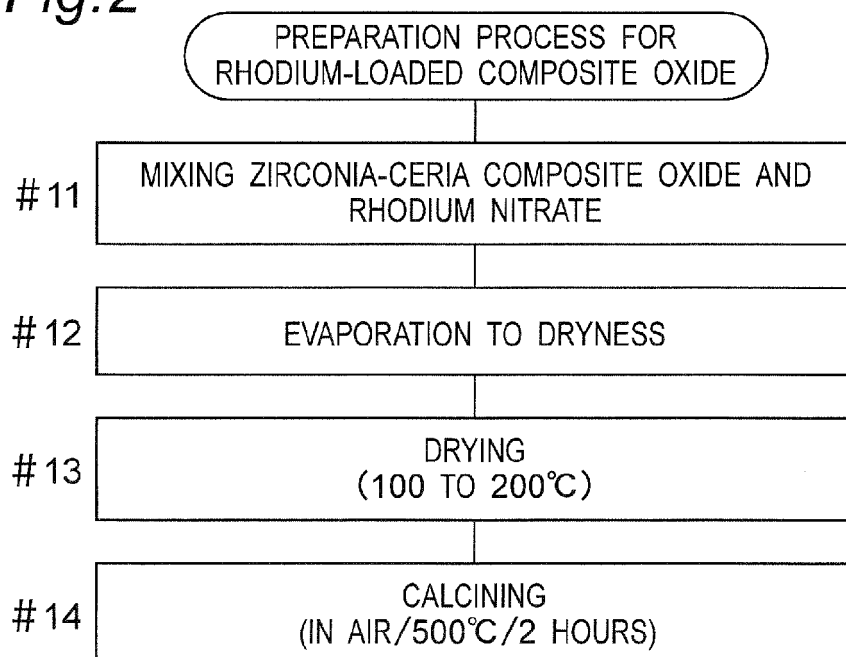 Fig.2
PREPARATION PROCESS FOR
RHODIUM-LOADED COMPOSITE OXIDE
#11
MIXING ZIRCONIA-CERIA COMPOSITE OXIDE AND
RHODIUM NITRATE
#12
EVAPORATION TO DRYNESS
#13
DRYING
(100 TO 200℃)
#14
CALCINING
(IN AIR/500℃/2 HOURS)